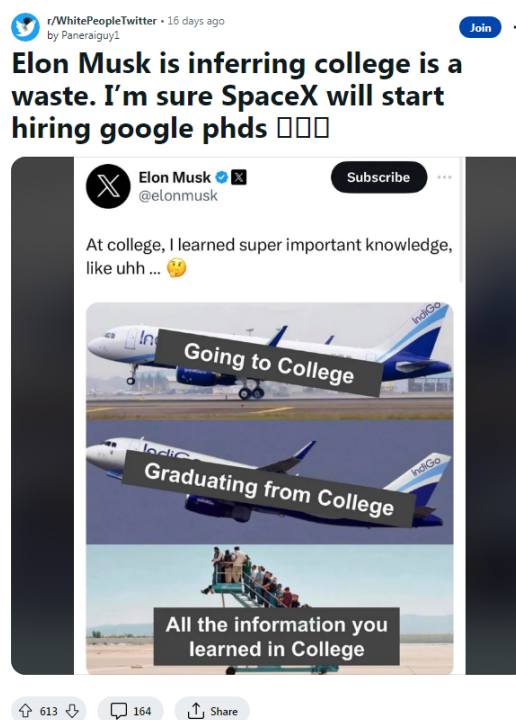 r/WhitePeopleTwitter • 16 days ago
by Paneraiguy1
Join
Elon Musk is inferring college is a
waste. I’m sure SpaceX will start
hiring google phds
Elon Musk
@elonmusk
Subscribe
At college, I learned super important knowledge,
like uhh ... 🤔
IndiGo
Going to College
IndiGo
Graduating from College
All the information you
learned in College
613
164
Share